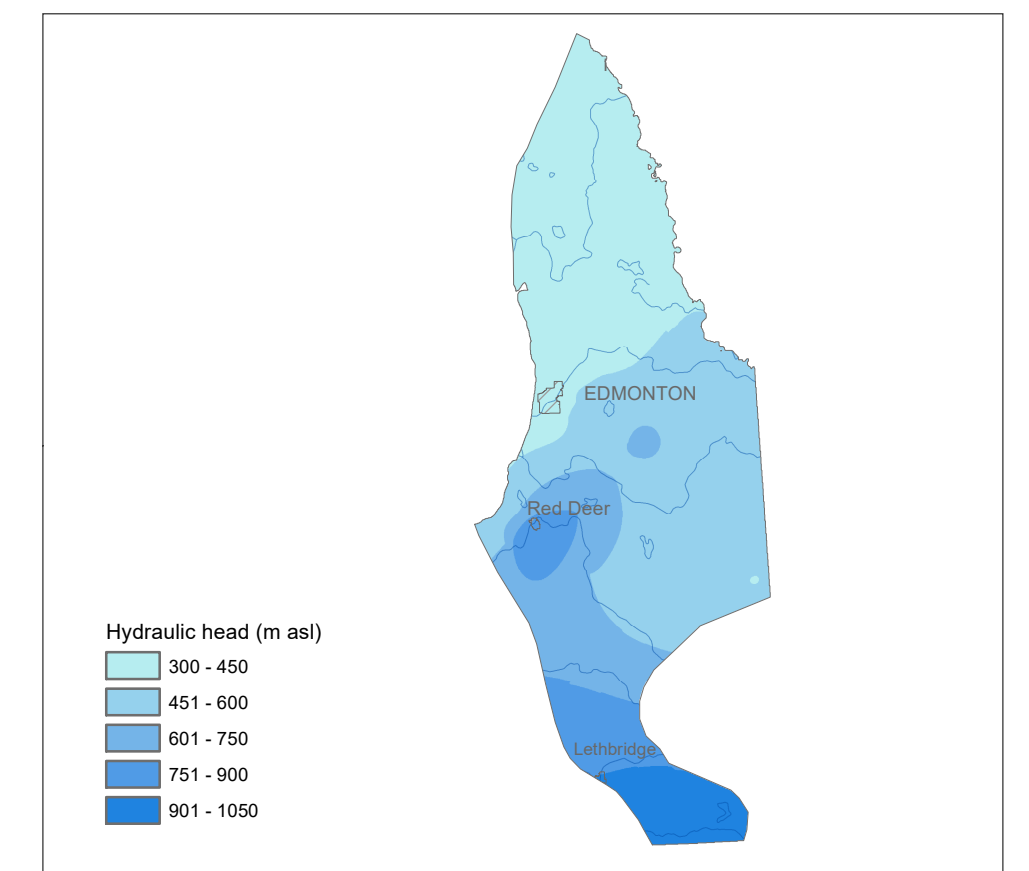 EDMONTON
Red Deer
Hydraulic head (m asl)
300 - 450
451 - 600
601 - 750
751 - 900
901 - 1050
Lethbridge